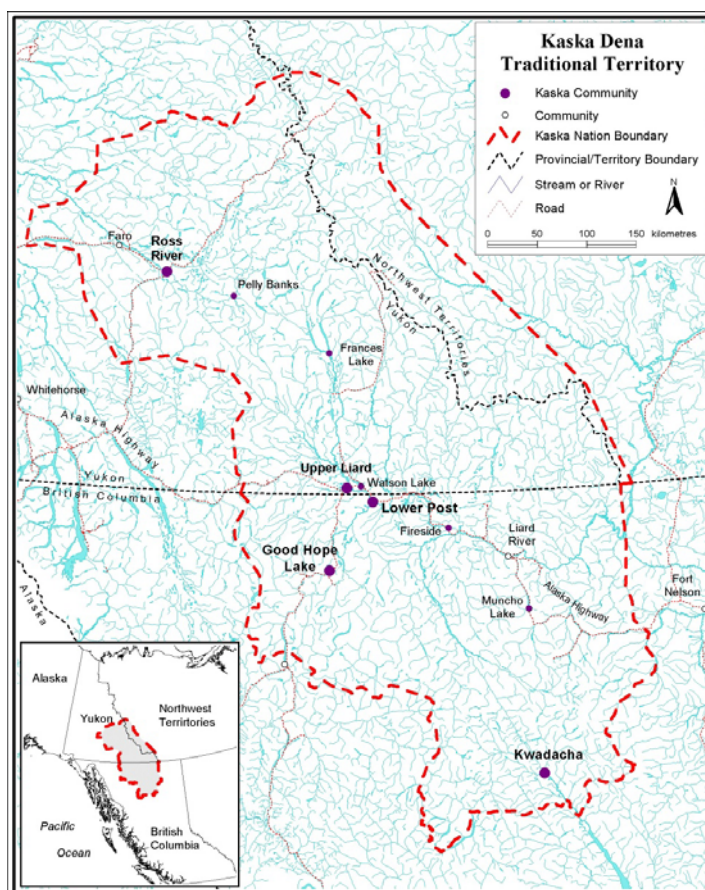 Kaska Dena
Traditional Territory
Kaska Community
Community
Kaska Nation Boundary
Provincial/Territory Boundary
Stream or River
Road
N
0 50 100 150 kilometres
Faro
Ross
River
Pelly Banks
Northwest Territories
Yukon
Frances
Lake
Whitehorse
Alaska Highway
Yukon
British Columbia
Upper Liard
Watson Lake
Lower Post
Fireside
Liard
River
Good Hope
Lake
Alaska Highway
Fort
Nelson
Muncho
Lake
Alaska
Kwadacha
Alaska
Yukon
Northwest
Terrirtories
Pacific
Ocean
British
Columbia